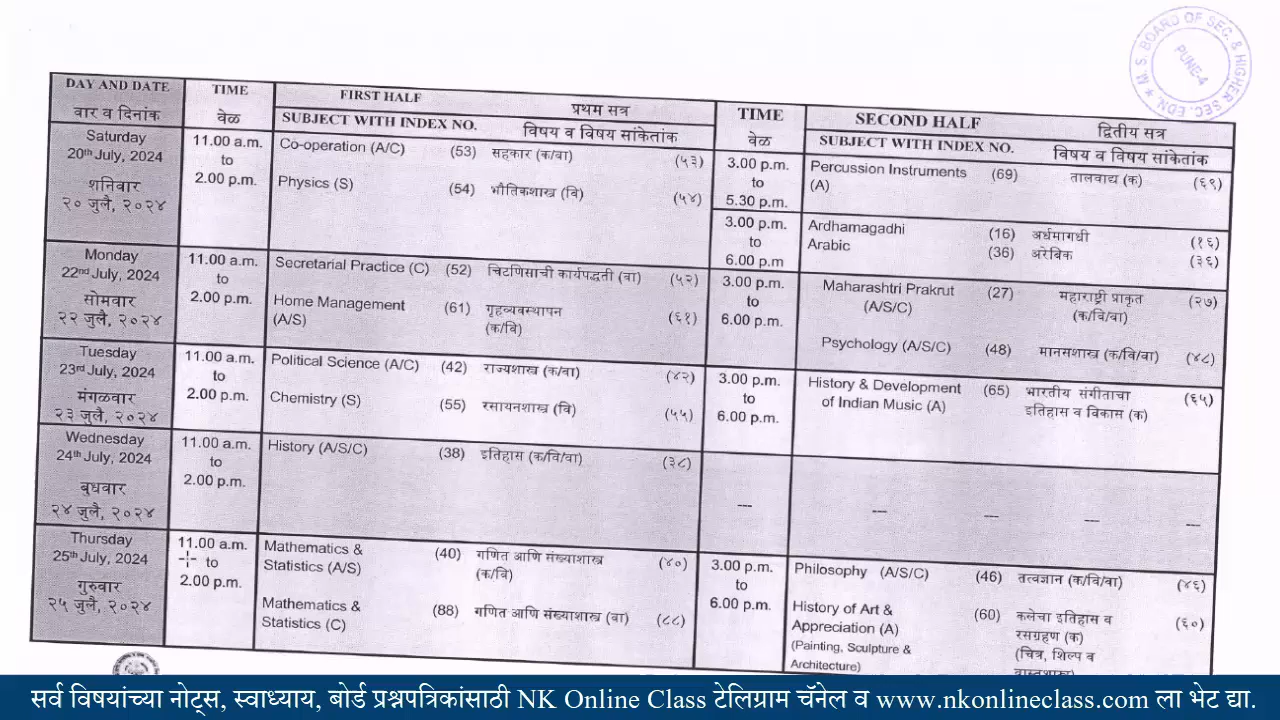 M. S. BOARD OF SEC. & HIGHER SEC. EDN. ★
PUNE-4
DAY AND DATE
वार व दिनांक
TIME
वेळ
FIRST HALF प्रथम सत्र
SUBJECT WITH INDEX NO. विषय व विषय सांकेतांक
TIME
वेळ
SECOND HALF द्वितीय सत्र
SUBJECT WITH INDEX NO. विषय व विषय सांकेतांक
Saturday
20th July, 2024
शनिवार
२० जुलै, २०२४
11.00 a.m.
to
2.00 p.m.
Co-operation (A/C) (53) सहकार (क/वा) (५३)
Physics (S) (54) भौतिकशास्त्र (वि) (५४)
3.00 p.m.
to
5.30 p.m.
Percussion Instruments (69) तालवाद्य (क) (६९)
(A)
3.00 p.m.
to
6.00 p.m
Ardhamagadhi (16) अर्धमागधी (१६)
Arabic (36) अरेबिक (३६)
Monday
22nd July, 2024
सोमवार
२२ जुलै, २०२४
11.00 a.m.
to
2.00 p.m.
Secretarial Practice (C) (52) चिटणिसाची कार्यपद्धती (वा) (५२)
Home Management (61) गृहव्यवस्थापन (६१)
(A/S) (क/वि)
3.00 p.m.
to
6.00 p.m.
Maharashtri Prakrut (27) महाराष्ट्री प्राकृत (२७)
(A/S/C) (क/वि/वा)
Psychology (A/S/C) (48) मानसशास्त्र (क/वि/वा) (४८)
Tuesday
23rd July, 2024
मंगळवार
२३ जुलै, २०२४
11.00 a.m.
to
2.00 p.m.
Political Science (A/C) (42) राज्यशास्त्र (क/वा) (४२)
Chemistry (S) (55) रसायनशास्त्र (वि) (५५)
3.00 p.m.
to
6.00 p.m.
History & Development (65) भारतीय संगीताचा (६५)
of Indian Music (A) इतिहास व विकास (क)
Wednesday
24th July, 2024
बुधवार
२४ जुलै, २०२४
11.00 a.m.
to
2.00 p.m.
History (A/S/C) (38) इतिहास (क/वि/वा) (३८)
--- --- --- --- ---
Thursday
25th July, 2024
गुरुवार
२५ जुलै, २०२४
11.00 a.m.
to
2.00 p.m.
Mathematics & (40) गणित आणि संख्याशास्त्र (४०)
Statistics (A/S) (क/वि)
Mathematics & (88) गणित आणि संख्याशास्त्र (वा) (८८)
Statistics (C)
3.00 p.m.
to
6.00 p.m.
Philosophy (A/S/C) (46) तत्वज्ञान (क/वि/वा) (४६)
History of Art & (60) कलेचा इतिहास व (६०)
Appreciation (A) रसग्रहण (क)
(Painting, Sculpture & (चित्र, शिल्प व
Architecture) वास्तुशास्त्र)
सर्व विषयांच्या नोट्स, स्वाध्याय, बोर्ड प्रश्नपत्रिकांसाठी NK Online Class टेलिग्राम चॅनेल व www.nkonlineclass.com ला भेट द्या.